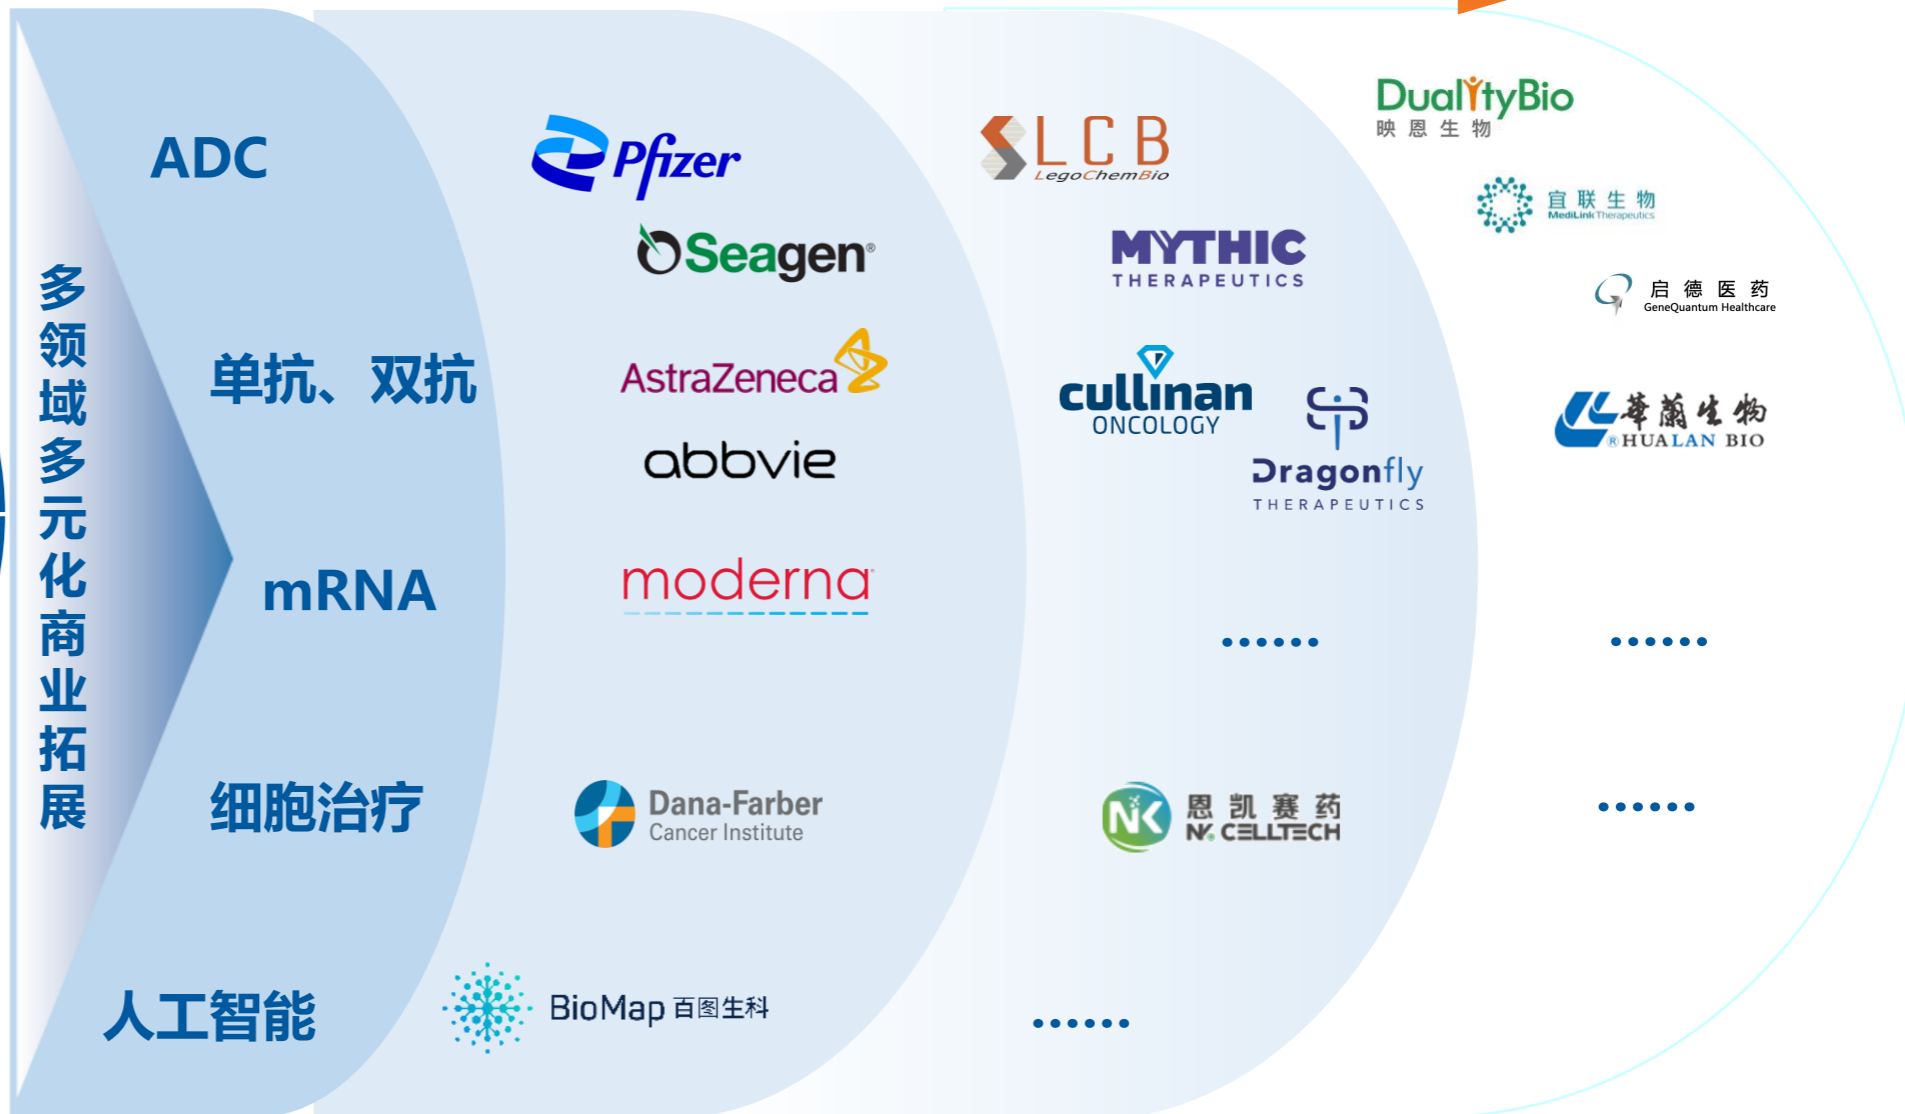 多领域多元化商业拓展
ADC
Pfizer
Seagen®
LCB
LegoChemBio
MYTHIC
THERAPEUTICS
DualityBio
映恩生物
宜联生物
MediLink Therapeutics
启德医药
GeneQuantum Healthcare
单抗、双抗
AstraZeneca
abbvie
cullinan
ONCOLOGY
Dragonfly
THERAPEUTICS
華蘭生物
®HUALAN BIO
mRNA
moderna
······
······
细胞治疗
Dana-Farber
Cancer Institute
NK
恩凯赛药
NK CELLTECH
······
人工智能
BioMap 百图生科
······